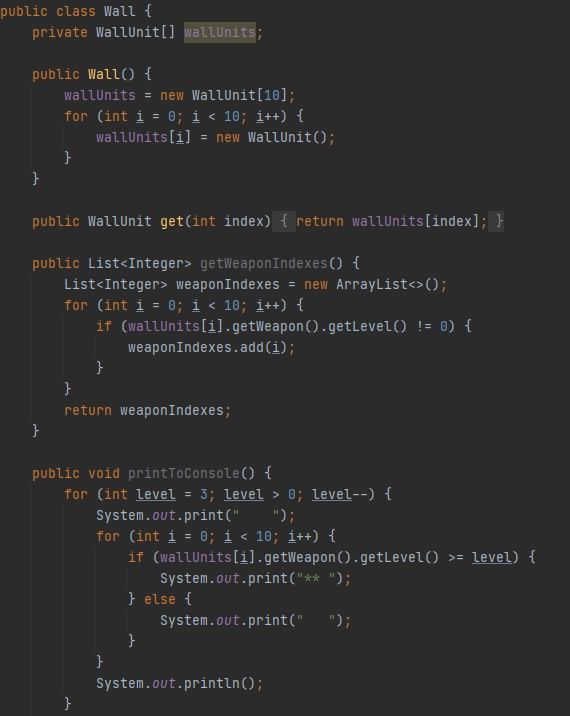 public class Wall {
    private WallUnit[] wallUnits;

    public Wall() {
        wallUnits = new WallUnit[10];
        for (int i = 0; i < 10; i++) {
            wallUnits[i] = new WallUnit();
        }
    }

    public WallUnit get(int index) { return wallUnits[index]; }

    public List<Integer> getWeaponIndexes() {
        List<Integer> weaponIndexes = new ArrayList<>();
        for (int i = 0; i < 10; i++) {
            if (wallUnits[i].getWeapon().getLevel() != 0) {
                weaponIndexes.add(i);
            }
        }
        return weaponIndexes;
    }

    public void printToConsole() {
        for (int level = 3; level > 0; level--) {
            System.out.print("    ");
            for (int i = 0; i < 10; i++) {
                if (wallUnits[i].getWeapon().getLevel() >= level) {
                    System.out.print("** ");
                } else {
                    System.out.print("   ");
                }
            }
            System.out.println();
        }